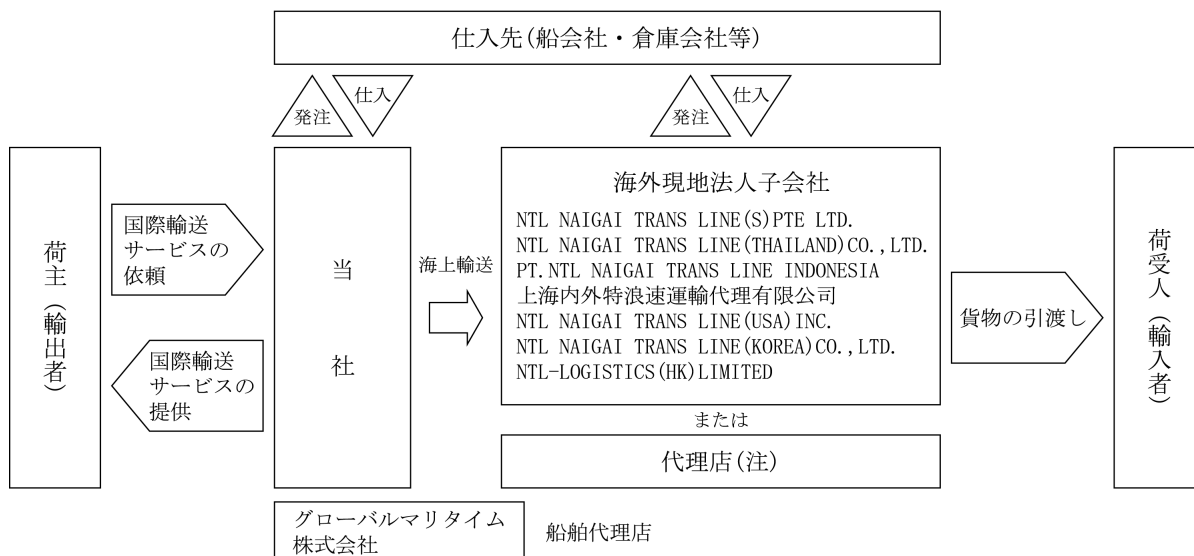 仕入先(船会社・倉庫会社等)
発注
仕入
発注
仕入
荷主(輸出者)
国際輸送
サービスの
依頼
国際輸送
サービスの
提供
当社
海上輸送
海外現地法人子会社
NTL NAIGAI TRANS LINE(S)PTE LTD.
NTL NAIGAI TRANS LINE(THAILAND)CO.,LTD.
PT.NTL NAIGAI TRANS LINE INDONESIA
上海内外特浪速運輸代理有限公司
NTL NAIGAI TRANS LINE(USA)INC.
NTL NAIGAI TRANS LINE(KOREA)CO.,LTD.
NTL-LOGISTICS(HK)LIMITED
または
代理店(注)
貨物の引渡し
荷受人(輸入者)
グローバルマリタイム
株式会社
船舶代理店